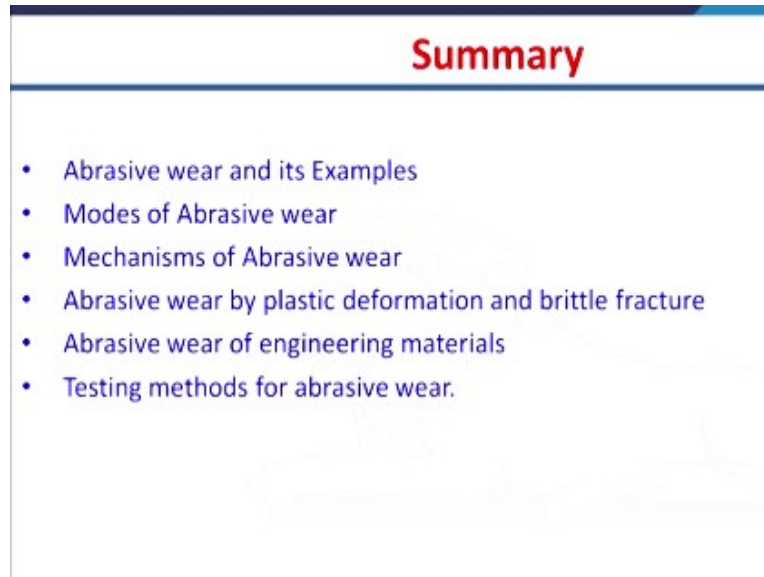 Summary
• Abrasive wear and its Examples
• Modes of Abrasive wear
• Mechanisms of Abrasive wear
• Abrasive wear by plastic deformation and brittle fracture
• Abrasive wear of engineering materials
• Testing methods for abrasive wear.